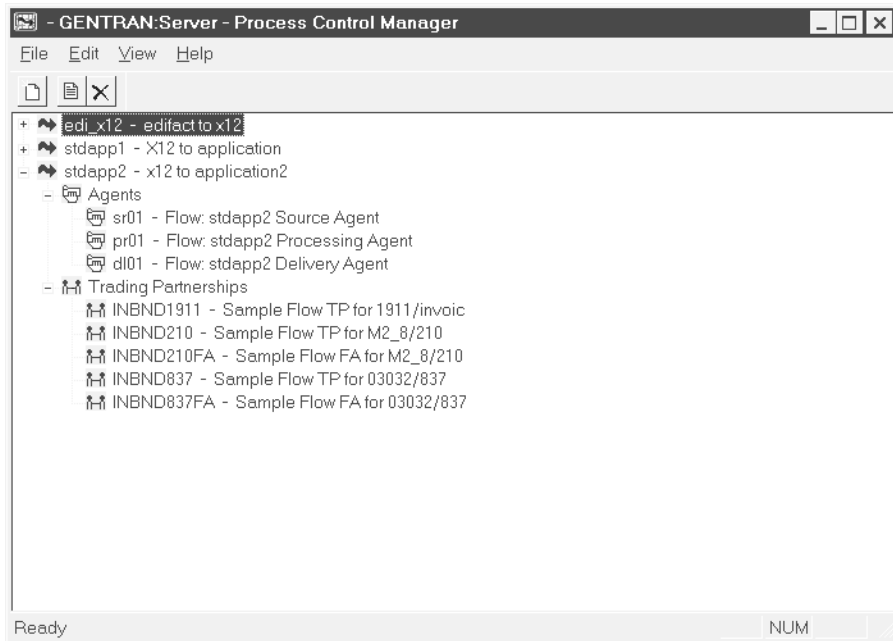 - GENTRAN:Server - Process Control Manager
File Edit View Help
edi_x12 - edifact to x12
stdapp1 - X12 to application
stdapp2 - x12 to application2
Agents
sr01 - Flow: stdapp2 Source Agent
pr01 - Flow: stdapp2 Processing Agent
dl01 - Flow: stdapp2 Delivery Agent
Trading Partnerships
INBND1911 - Sample Flow TP for 1911/invoic
INBND210 - Sample Flow TP for M2_8/210
INBND210FA - Sample Flow FA for M2_8/210
INBND837 - Sample Flow TP for 03032/837
INBND837FA - Sample Flow FA for 03032/837
Ready NUM